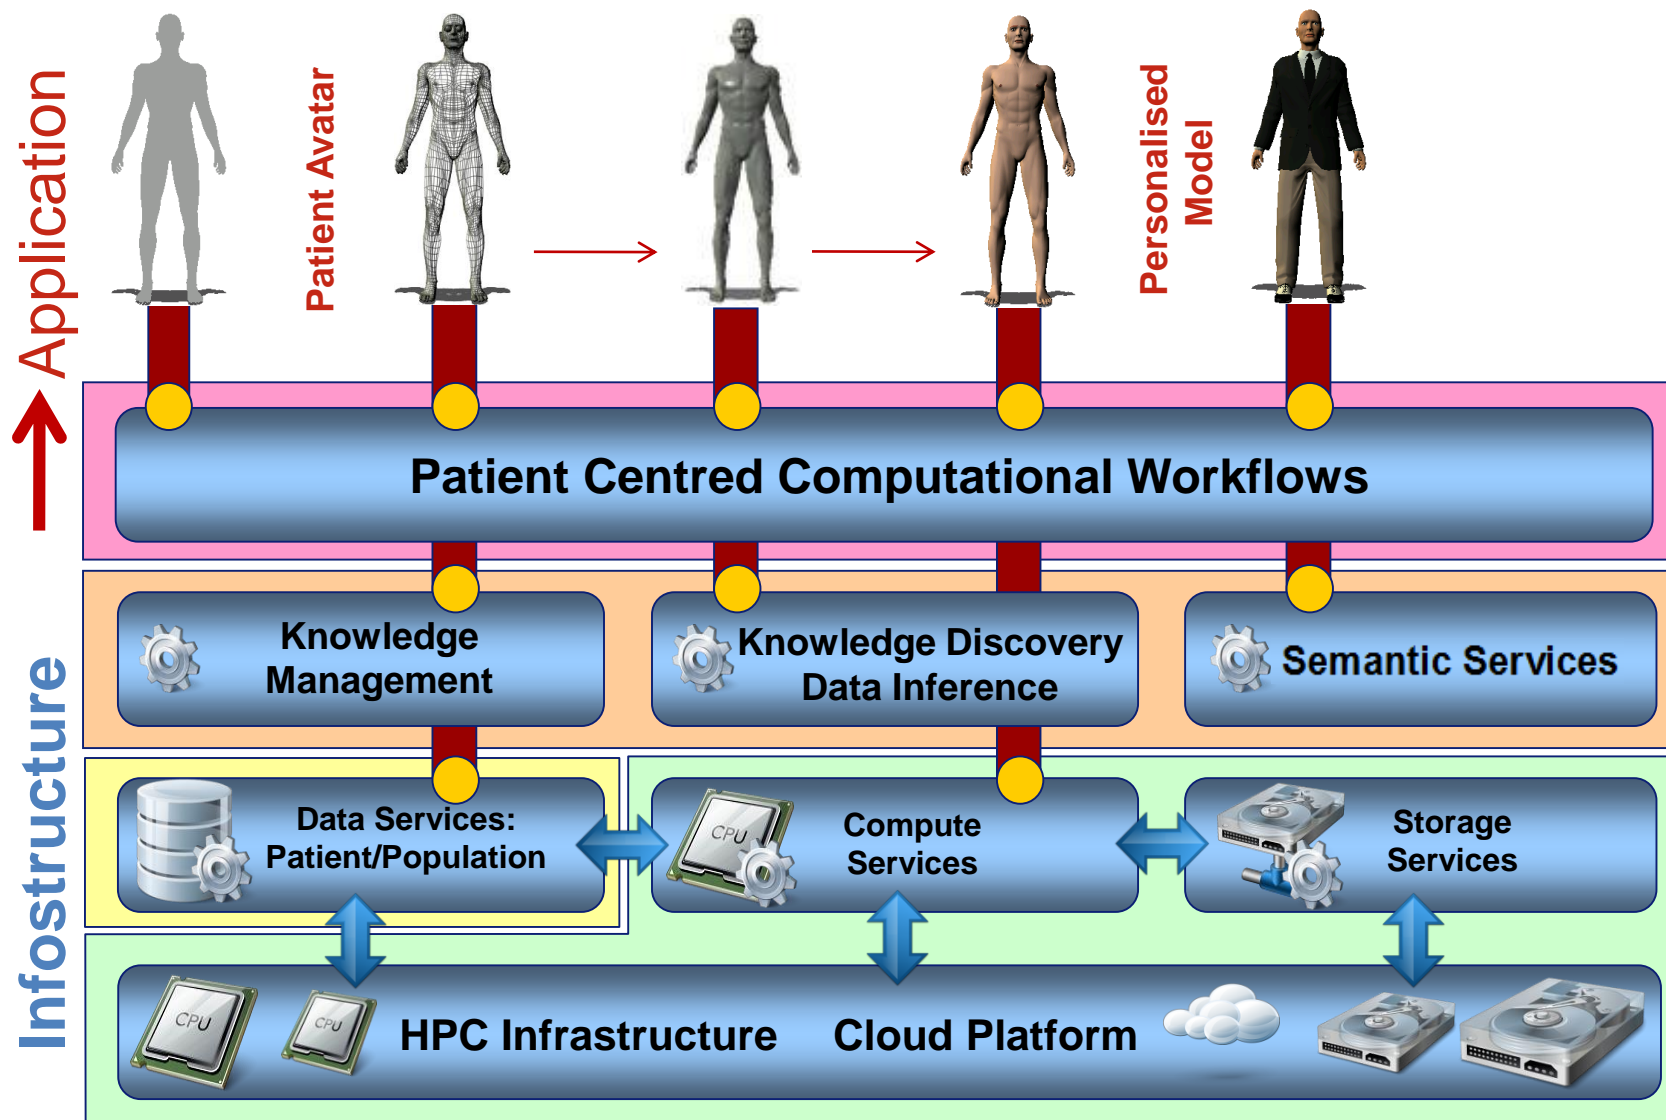 Application
Patient Avatar
Personalised
Model
Patient Centred Computational Workflows
Infostructure
Knowledge
Management
Knowledge Discovery
Data Inference
Semantic Services
Data Services:
Patient/Population
CPU
Compute
Services
Storage
Services
CPU
CPU
HPC Infrastructure
Cloud Platform